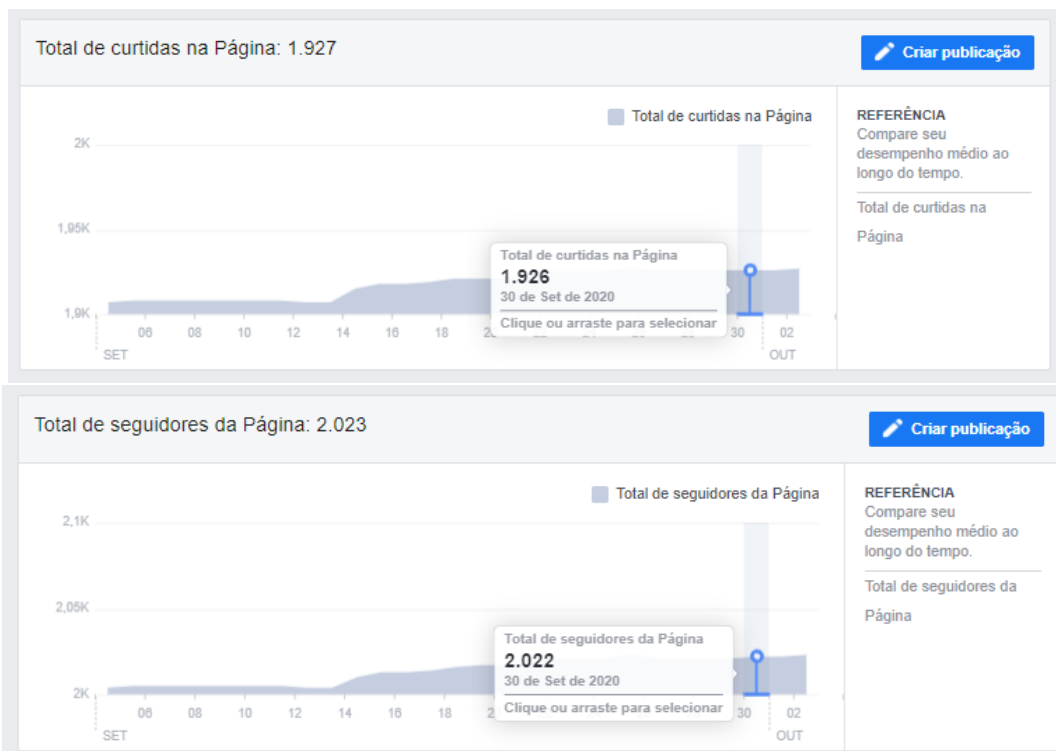 Total de curtidas na Página: 1.927
Criar publicação
Total de curtidas na Página
REFERÊNCIA
Compare seu
desempenho médio ao
longo do tempo.
Total de curtidas na
Página
2K
1,95K
1,9K
Total de curtidas na Página
1.926
30 de Set de 2020
Clique ou arraste para selecionar
06 08 10 12 14 16 18 30 02
SET OUT
Total de seguidores da Página: 2.023
Criar publicação
Total de seguidores da Página
REFERÊNCIA
Compare seu
desempenho médio ao
longo do tempo.
Total de seguidores da
Página
2,1K
2,05K
2K
Total de seguidores da Página
2.022
30 de Set de 2020
Clique ou arraste para selecionar
06 08 10 12 14 16 18 30 02
SET OUT